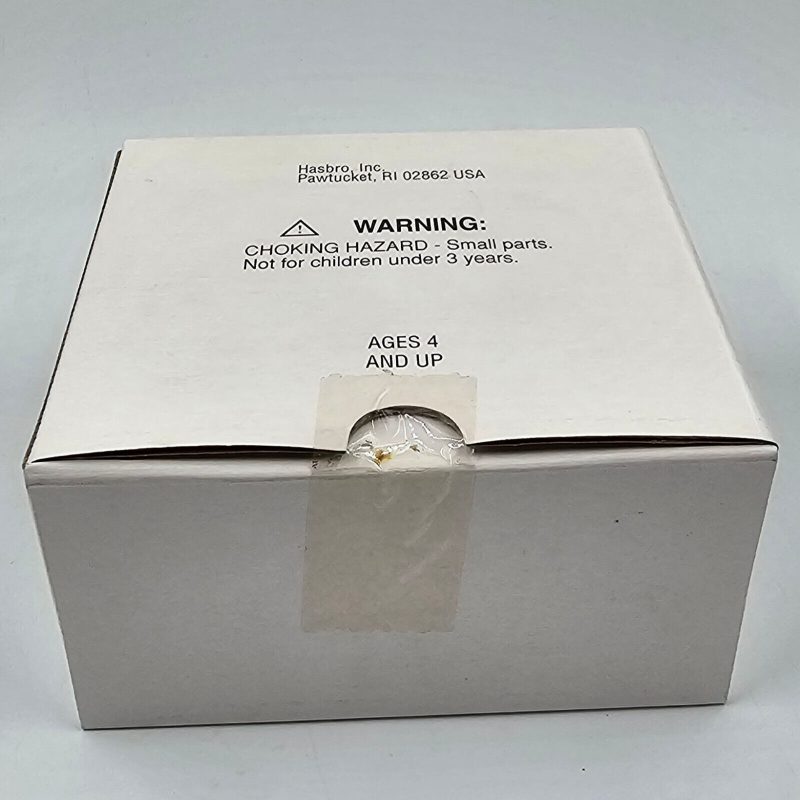 Hasbro, Inc.
Pawtucket, RI 02862 USA
WARNING:
CHOKING HAZARD - Small parts.
Not for children under 3 years.
AGES 4
AND UP